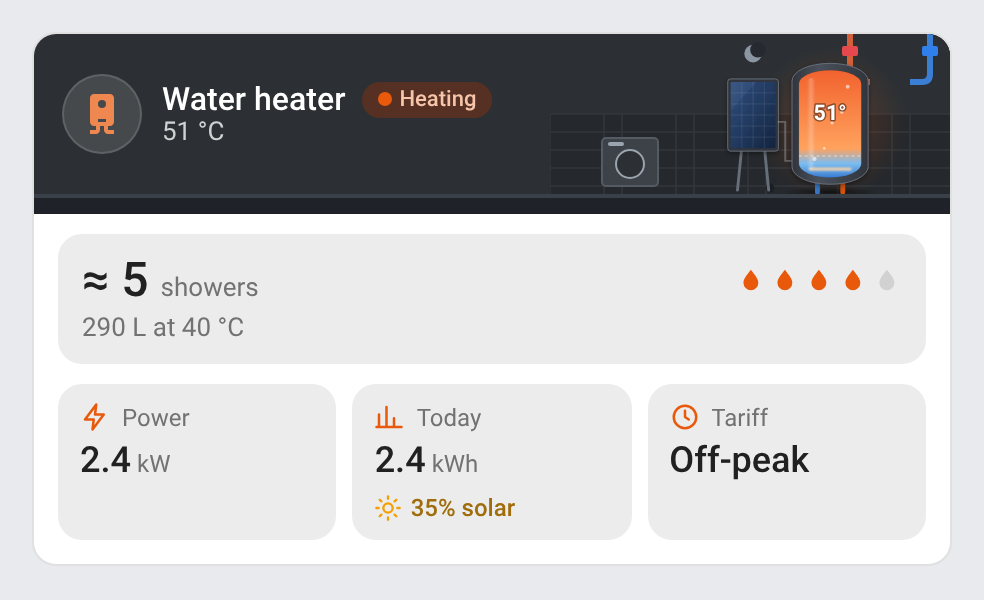 Water heater
Heating
51 °C
51°
≈ 5 showers
290 L at 40 °C
Power
2.4 kW
Today
2.4 kWh
35% solar
Tariff
Off-peak